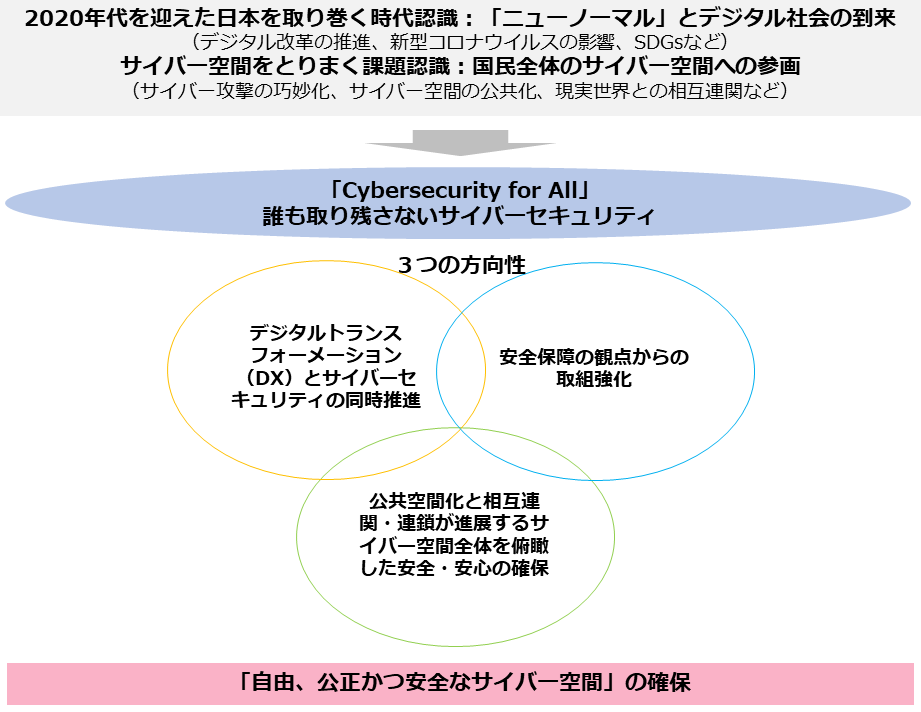 2020年代を迎えた日本を取り巻く時代認識：「ニューノーマル」とデジタル社会の到来
（デジタル改革の推進、新型コロナウイルスの影響、SDGsなど）
サイバー空間をとりまく課題認識：国民全体のサイバー空間への参画
（サイバー攻撃の巧妙化、サイバー空間の公共化、現実世界との相互連関など）
「Cybersecurity for All」
誰も取り残さないサイバーセキュリティ
３つの方向性
デジタルトランス
フォーメーション
（DX）とサイバーセ
キュリティの同時推進
安全保障の観点からの
取組強化
公共空間化と相互連
関・連鎖が進展するサ
イバー空間全体を俯瞰
した安全・安心の確保
「自由、公正かつ安全なサイバー空間」の確保